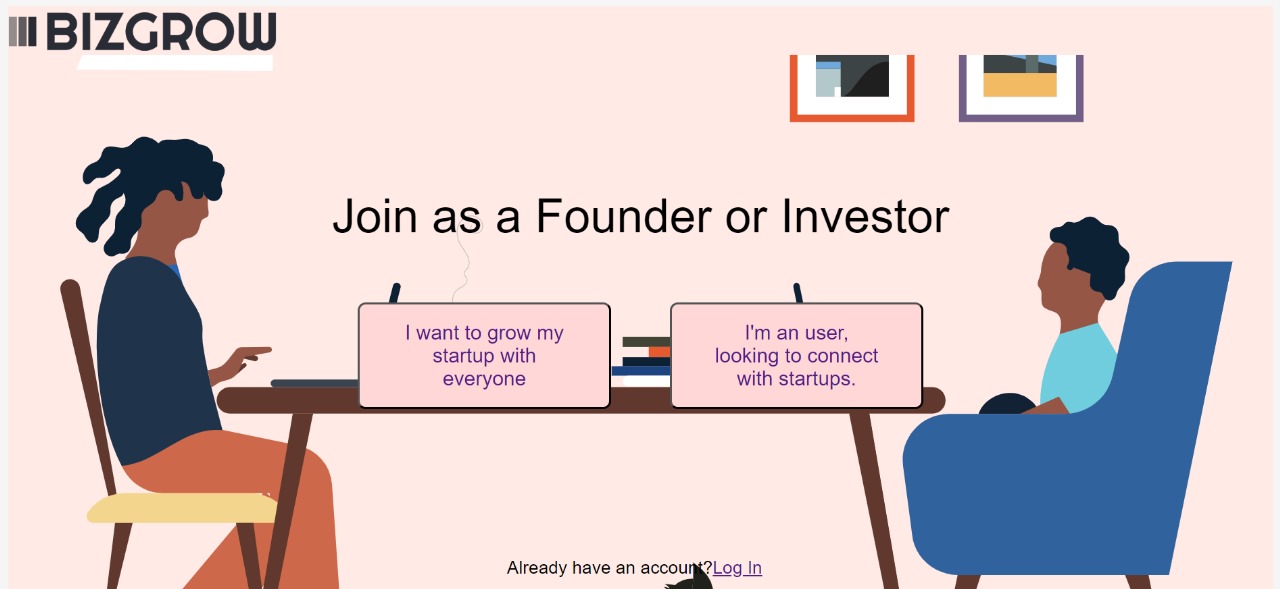 BIZGROW
Join as a Founder or Investor
I want to grow my
startup with
everyone
I'm an user,
looking to connect
with startups.
Already have an account?Log In